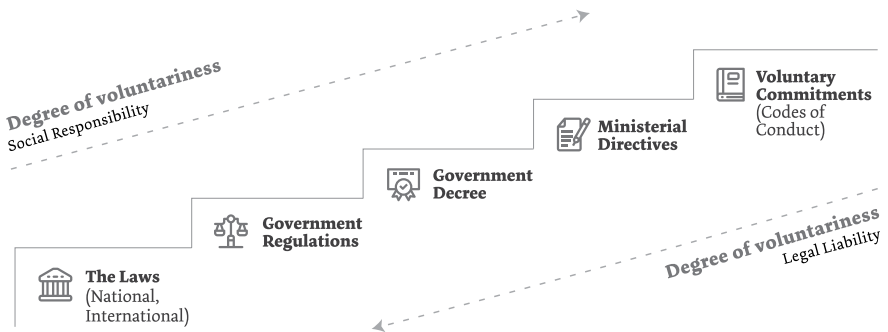 Degree of voluntariness
Social Responsibility
Voluntary
Commitments
(Codes of
Conduct)
Ministerial
Directives
Government
Decree
Government
Regulations
The Laws
(National,
International)
Degree of voluntariness
Legal Liability